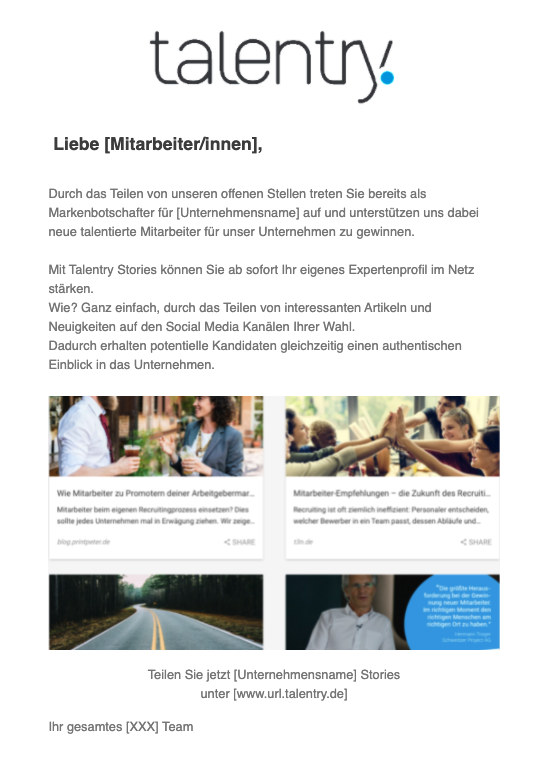 talentry.
Liebe [Mitarbeiter/innen],
Durch das Teilen von unseren offenen Stellen treten Sie bereits als
Markenbotschafter für [Unternehmensname] auf und unterstützen uns dabei
neue talentierte Mitarbeiter für unser Unternehmen zu gewinnen.
Mit Talentry Stories können Sie ab sofort Ihr eigenes Expertenprofil im Netz
stärken.
Wie? Ganz einfach, durch das Teilen von interessanten Artikeln und
Neuigkeiten auf den Social Media Kanälen Ihrer Wahl.
Dadurch erhalten potentielle Kandidaten gleichzeitig einen authentischen
Einblick in das Unternehmen.
Wie Mitarbeiter zu Promotern deiner Arbeitgebermar...
Mitarbeiter beim eigenen Recruitingprozess einsetzen? Dies
sollte jedes Unternehmen mal in Erwägung ziehen. Wir zeige...
blog.printpeter.de
SHARE
Mitarbeiter-Empfehlungen – die Zukunft des Recruiti...
Recruiting ist oft ziemlich ineffizient: Personaler entscheiden,
welcher Bewerber in ein Team passt, dessen Abläufe und...
t3n.de
SHARE
"Die größte Heraus-
forderung bei der Gewin-
nung neuer Mitarbeiter.
Im richtigen Moment den
richtigen Menschen am
richtigen Ort zu haben."
Teilen Sie jetzt [Unternehmensname] Stories
unter [www.url.talentry.de]
Ihr gesamtes [XXX] Team